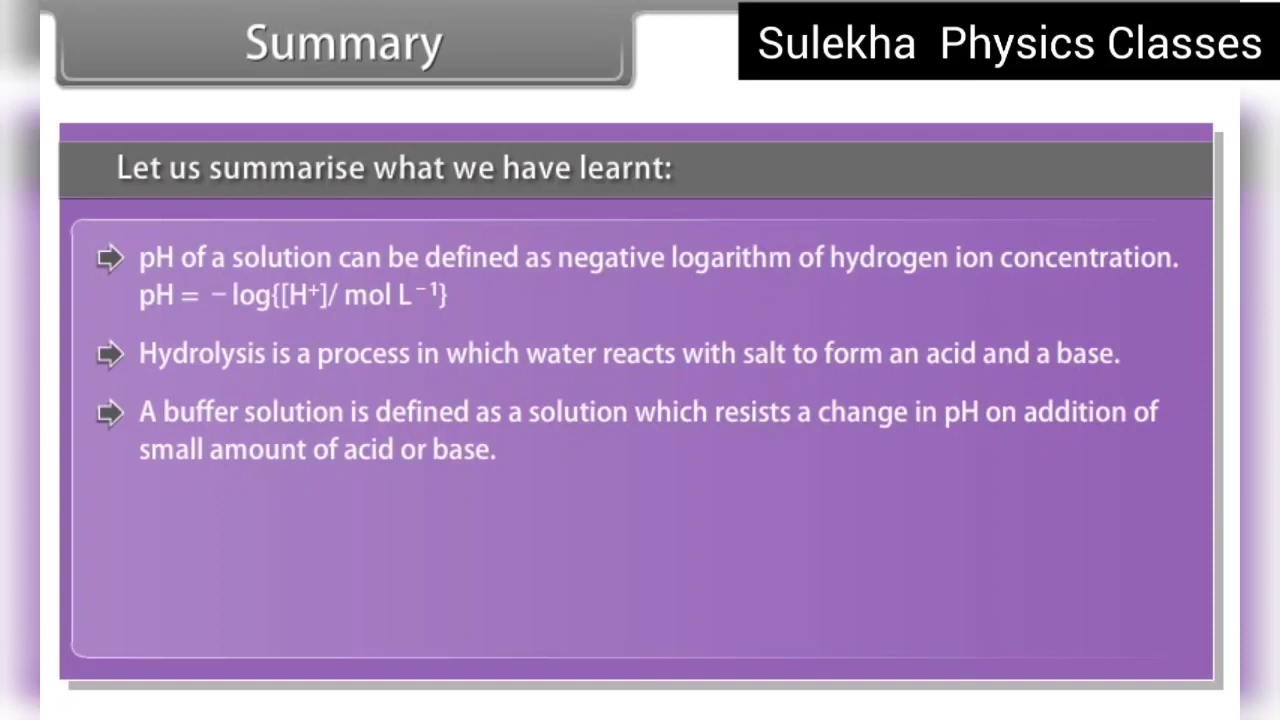 Summary
Sulekha Physics Classes
Let us summarise what we have learnt:
pH of a solution can be defined as negative logarithm of hydrogen ion concentration.
pH = −log{[H⁺]/ mol L⁻¹}
Hydrolysis is a process in which water reacts with salt to form an acid and a base.
A buffer solution is defined as a solution which resists a change in pH on addition of
small amount of acid or base.